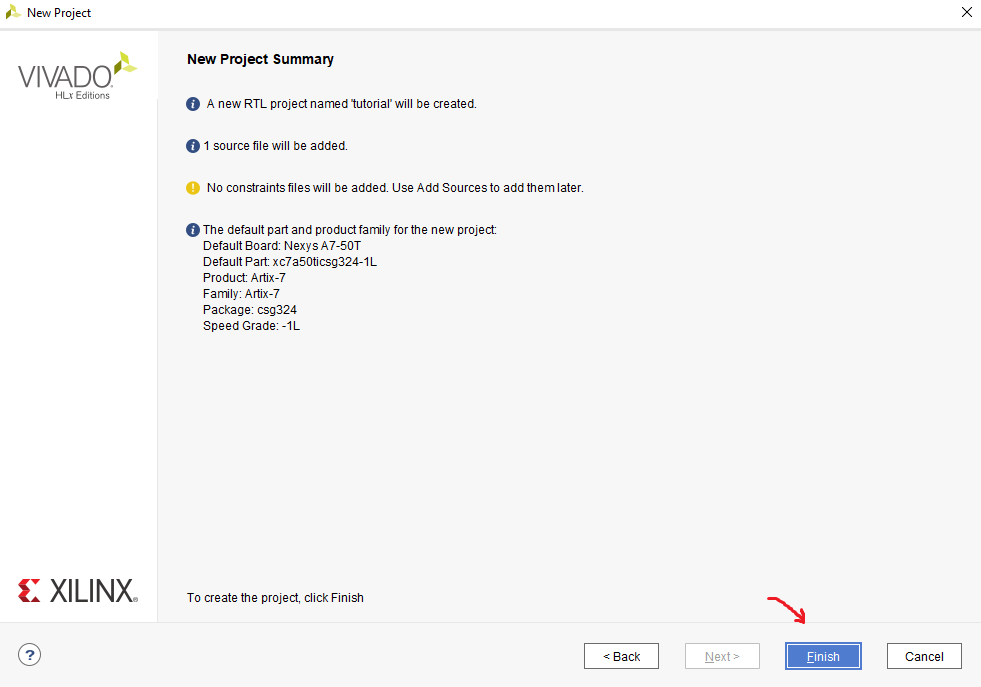 New Project
VIVADO
HLx Editions
New Project Summary
A new RTL project named 'tutorial' will be created.
1 source file will be added.
No constraints files will be added. Use Add Sources to add them later.
The default part and product family for the new project:
Default Board: Nexys A7-50T
Default Part: xc7a50ticsg324-1L
Product: Artix-7
Family: Artix-7
Package: csg324
Speed Grade: -1L
XILINX
To create the project, click Finish
?
< Back
Next >
Finish
Cancel